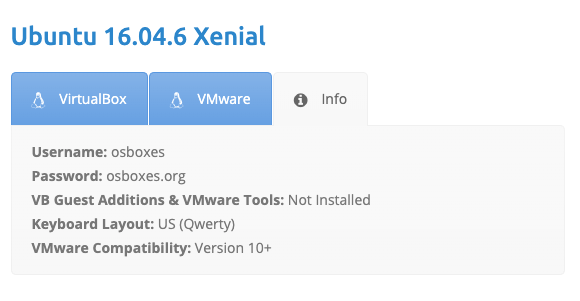 Ubuntu 16.04.6 Xenial
VirtualBox VMware Info
Username: osboxes
Password: osboxes.org
VB Guest Additions & VMware Tools: Not Installed
Keyboard Layout: US (Qwerty)
VMware Compatibility: Version 10+